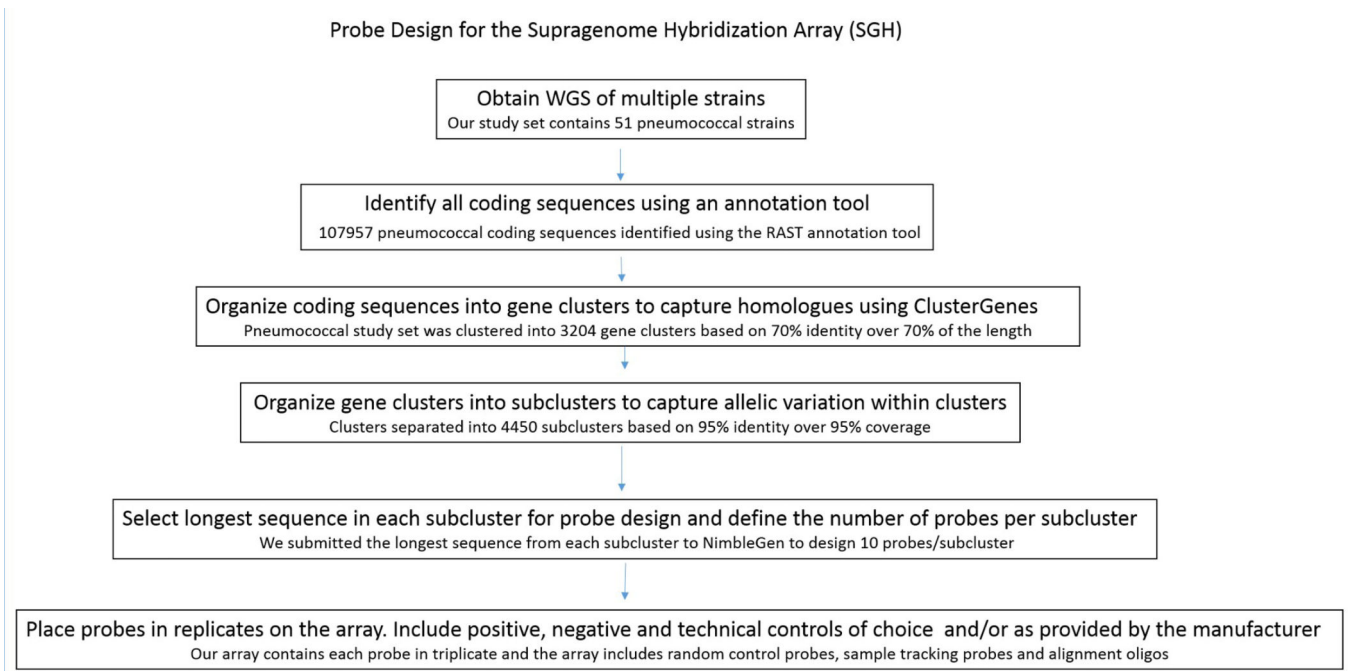 Probe Design for the Supragenome Hybridization Array (SGH)
Obtain WGS of multiple strains
Our study set contains 51 pneumococcal strains
Identify all coding sequences using an annotation tool
107957 pneumococcal coding sequences identified using the RAST annotation tool
Organize coding sequences into gene clusters to capture homologues using ClusterGenes
Pneumococcal study set was clustered into 3204 gene clusters based on 70% identity over 70% of the length
Organize gene clusters into subclusters to capture allelic variation within clusters
Clusters separated into 4450 subclusters based on 95% identity over 95% coverage
Select longest sequence in each subcluster for probe design and define the number of probes per subcluster
We submitted the longest sequence from each subcluster to NimbleGen to design 10 probes/subcluster
Place probes in replicates on the array. Include positive, negative and technical controls of choice and/or as provided by the manufacturer
Our array contains each probe in triplicate and the array includes random control probes, sample tracking probes and alignment oligos